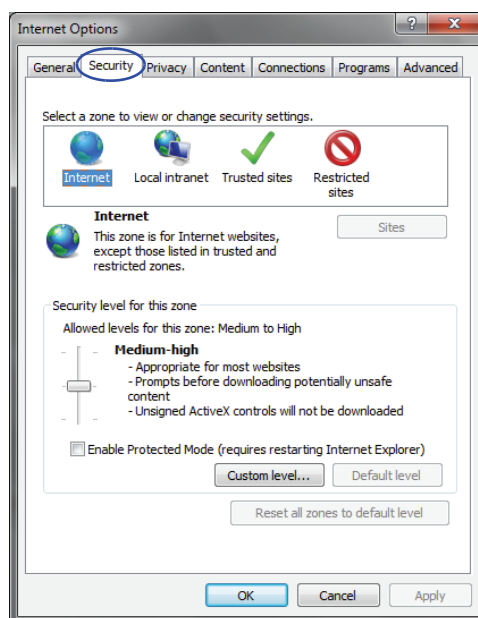 Internet Options
? X
General Security Privacy Content Connections Programs Advanced
Select a zone to view or change security settings.
Internet Local intranet Trusted sites Restricted
sites
Internet
Sites
This zone is for Internet websites,
except those listed in trusted and
restricted zones.
Security level for this zone
Allowed levels for this zone: Medium to High
Medium-high
- Appropriate for most websites
- Prompts before downloading potentially unsafe
content
- Unsigned ActiveX controls will not be downloaded
Enable Protected Mode (requires restarting Internet Explorer)
Custom level... Default level
Reset all zones to default level
OK Cancel Apply